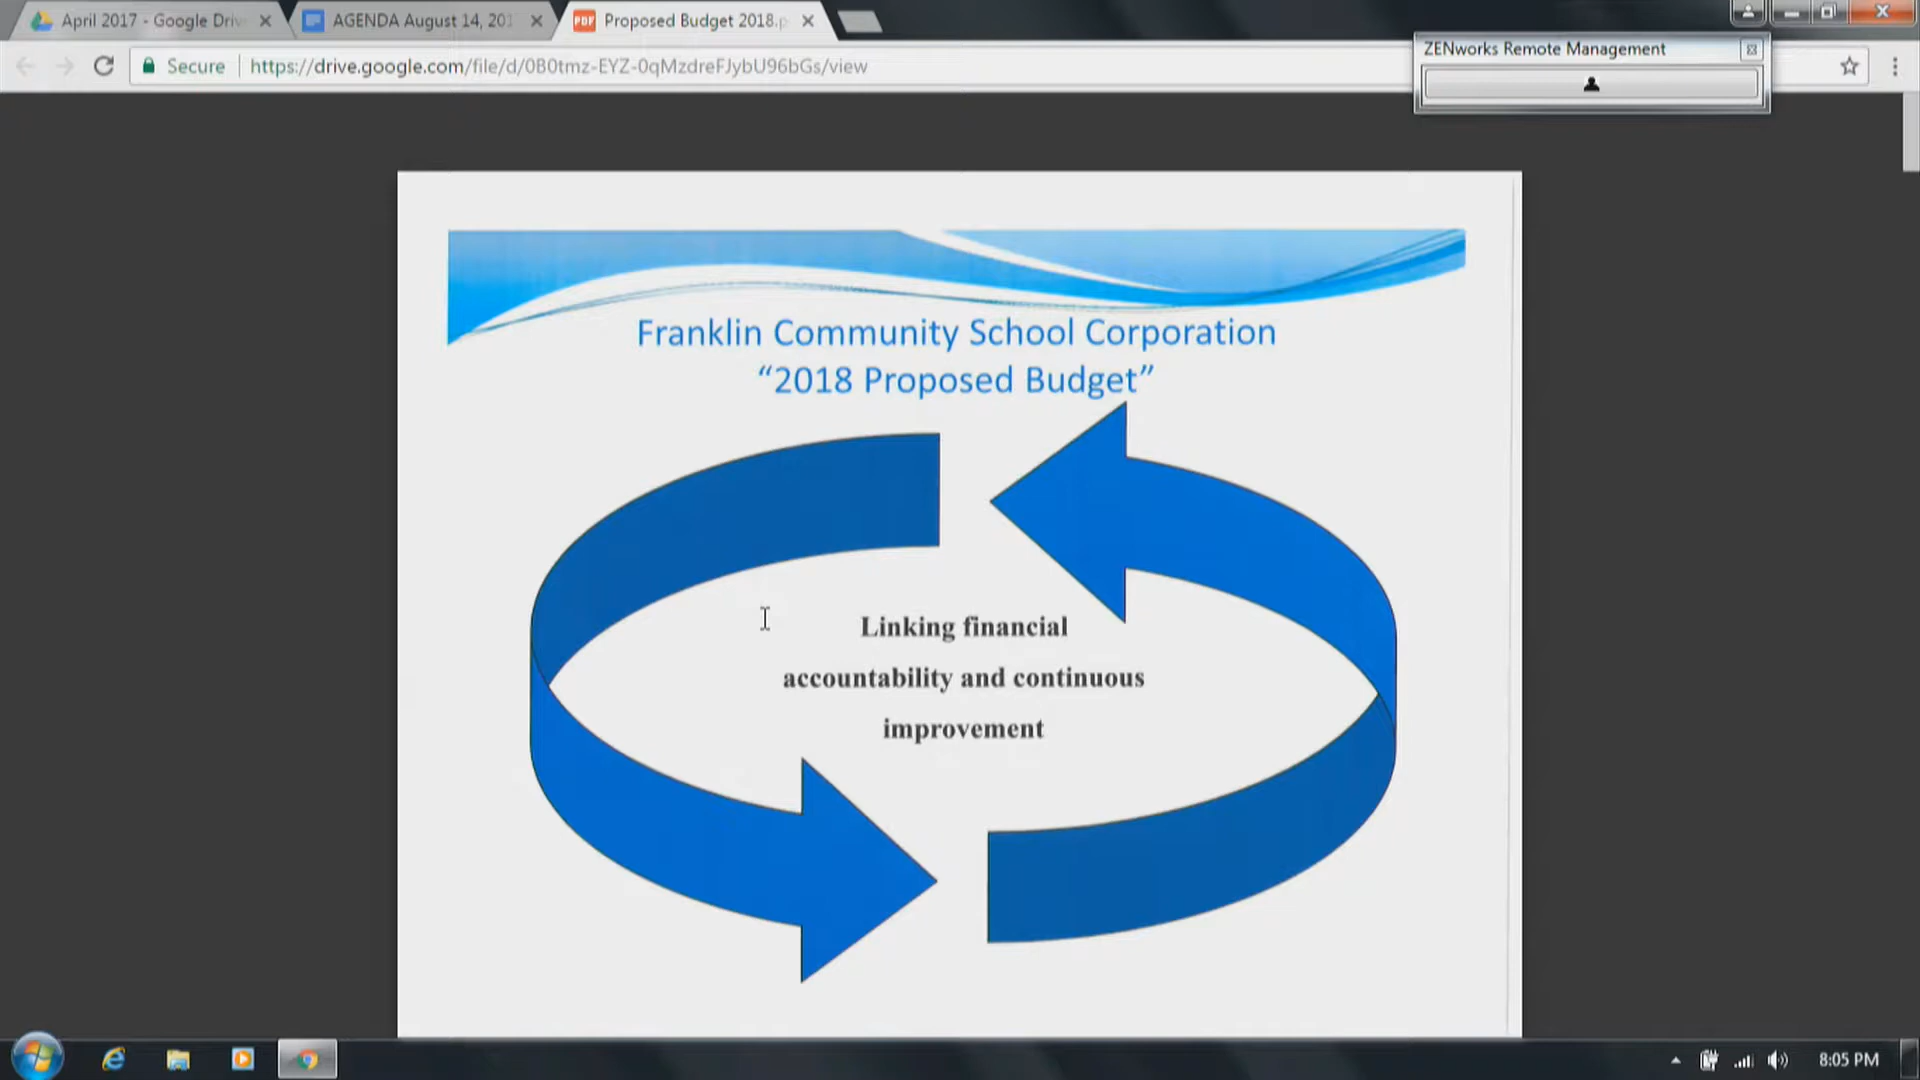 April 2017 - Google Driv
AGENDA August 14, 201
PDF
Proposed Budget 2018.p
Secure
https://drive.google.com/file/d/0B0tmz-EYZ-0qMzdreFJybU96bGs/view
ZENworks Remote Management
Franklin Community School Corporation
“2018 Proposed Budget”
Linking financial
accountability and continuous
improvement
8:05 PM